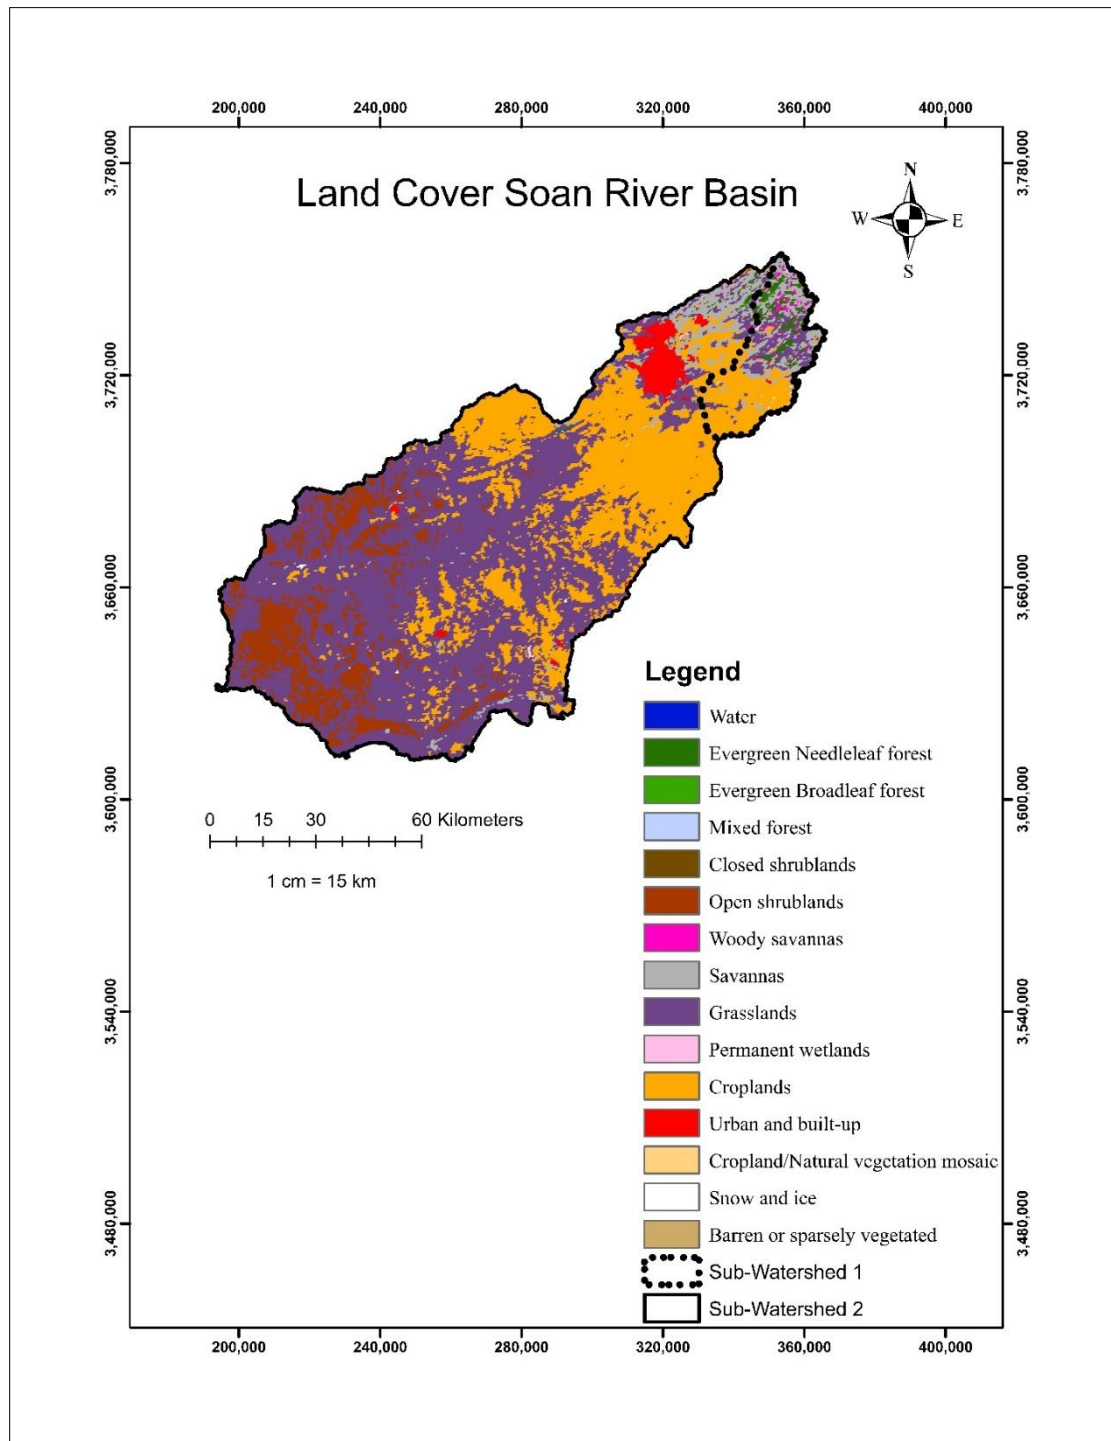 200,000 240,000 280,000 320,000 360,000 400,000
3,780,000 3,780,000
Land Cover Soan River Basin
N
W E
S
3,720,000 3,720,000
3,660,000 3,660,000
Legend
Water
Evergreen Needleleaf forest
Evergreen Broadleaf forest
3,600,000 3,600,000
0 15 30 60 Kilometers
Mixed forest
Closed shrublands
1 cm = 15 km
Open shrublands
Woody savannas
Savannas
Grasslands
3,540,000 3,540,000
Permanent wetlands
Croplands
Urban and built-up
Cropland/Natural vegetation mosaic
Snow and ice
3,480,000 3,480,000
Barren or sparsely vegetated
Sub-Watershed 1
Sub-Watershed 2
200,000 240,000 280,000 320,000 360,000 400,000